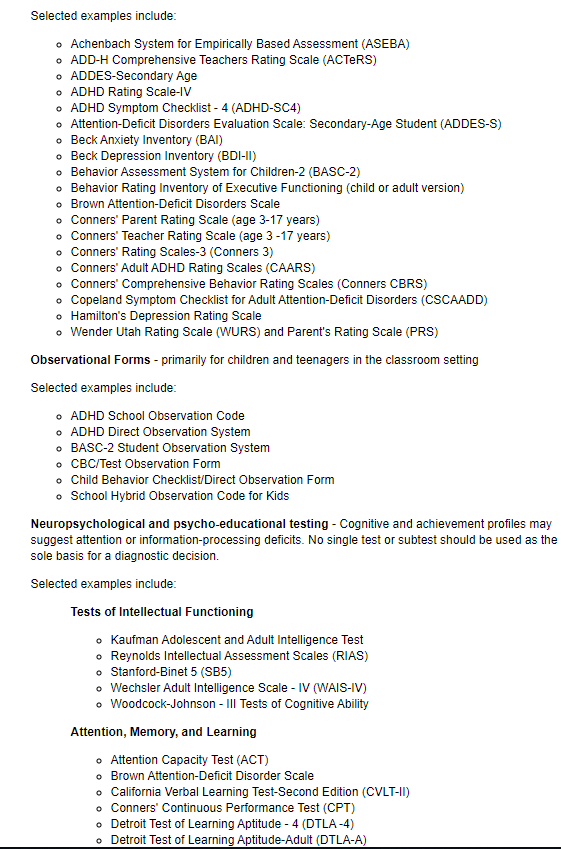 Selected examples include:
Achenbach System for Empirically Based Assessment (ASEBA)
ADD-H Comprehensive Teachers Rating Scale (ACTeRS)
ADDES-Secondary Age
ADHD Rating Scale-IV
ADHD Symptom Checklist - 4 (ADHD-SC4)
Attention-Deficit Disorders Evaluation Scale: Secondary-Age Student (ADDES-S)
Beck Anxiety Inventory (BAI)
Beck Depression Inventory (BDI-II)
Behavior Assessment System for Children-2 (BASC-2)
Behavior Rating Inventory of Executive Functioning (child or adult version)
Brown Attention-Deficit Disorders Scale
Conners' Parent Rating Scale (age 3-17 years)
Conners' Teacher Rating Scale (age 3 -17 years)
Conners' Rating Scales-3 (Conners 3)
Conners' Adult ADHD Rating Scales (CAARS)
Conners' Comprehensive Behavior Rating Scales (Conners CBRS)
Copeland Symptom Checklist for Adult Attention-Deficit Disorders (CSCAADD)
Hamilton's Depression Rating Scale
Wender Utah Rating Scale (WURS) and Parent's Rating Scale (PRS)
Observational Forms - primarily for children and teenagers in the classroom setting
Selected examples include:
ADHD School Observation Code
ADHD Direct Observation System
BASC-2 Student Observation System
CBC/Test Observation Form
Child Behavior Checklist/Direct Observation Form
School Hybrid Observation Code for Kids
Neuropsychological and psycho-educational testing - Cognitive and achievement profiles may
suggest attention or information-processing deficits. No single test or subtest should be used as the
sole basis for a diagnostic decision.
Selected examples include:
Tests of Intellectual Functioning
Kaufman Adolescent and Adult Intelligence Test
Reynolds Intellectual Assessment Scales (RIAS)
Stanford-Binet 5 (SB5)
Wechsler Adult Intelligence Scale - IV (WAIS-IV)
Woodcock-Johnson - III Tests of Cognitive Ability
Attention, Memory, and Learning
Attention Capacity Test (ACT)
Brown Attention-Deficit Disorder Scale
California Verbal Learning Test-Second Edition (CVLT-II)
Conners' Continuous Performance Test (CPT)
Detroit Test of Learning Aptitude - 4 (DTLA -4)
Detroit Test of Learning Aptitude-Adult (DTLA-A)